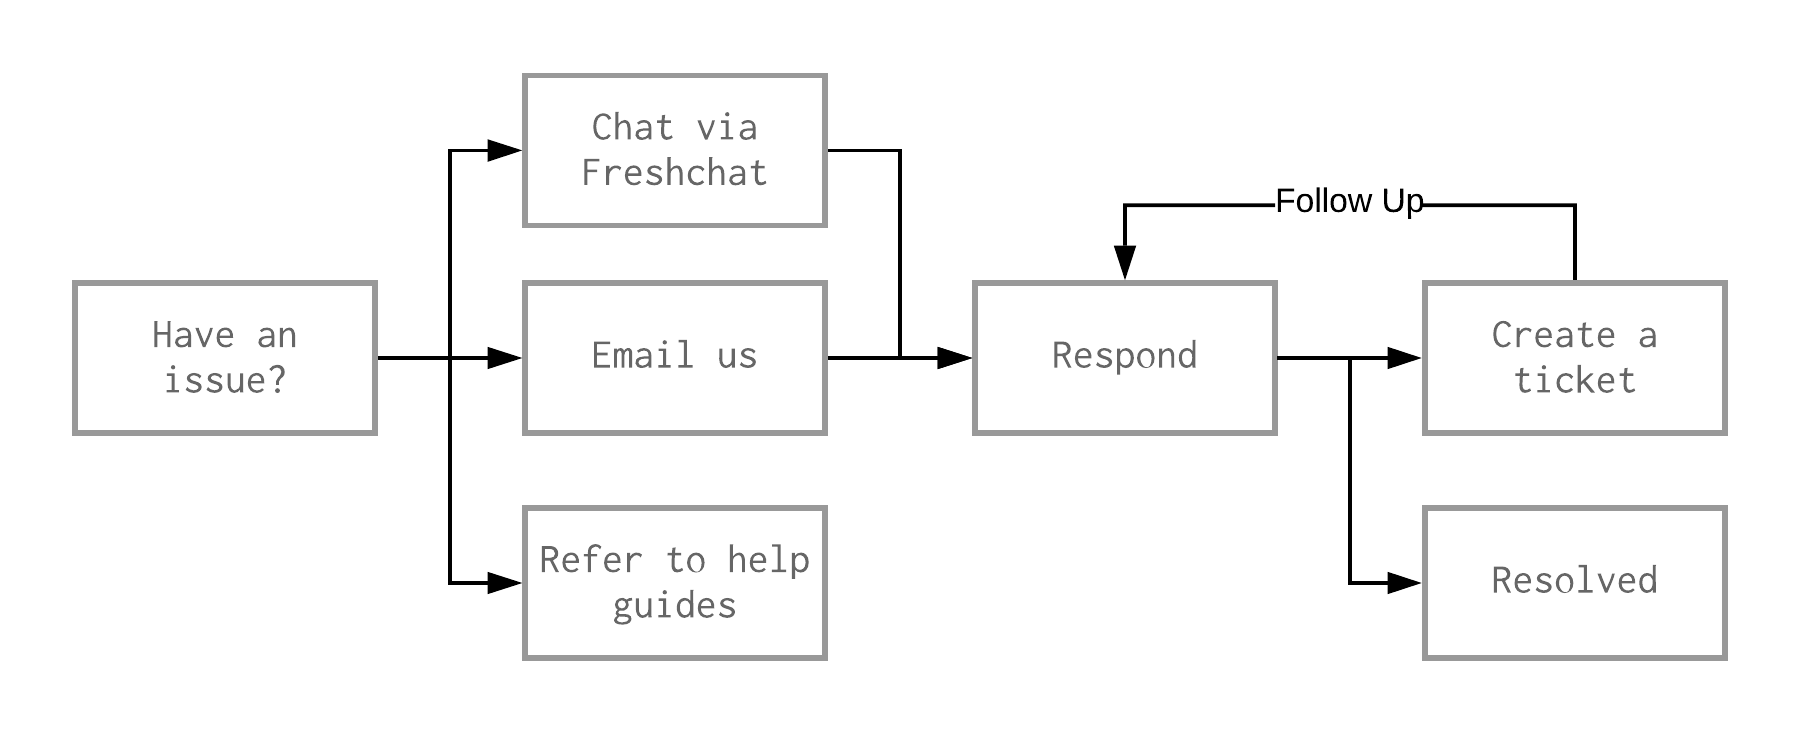 Chat via
Freshchat
Follow Up
Have an
issue?
Email us
Respond
Create a
ticket
Refer to help
guides
Resolved